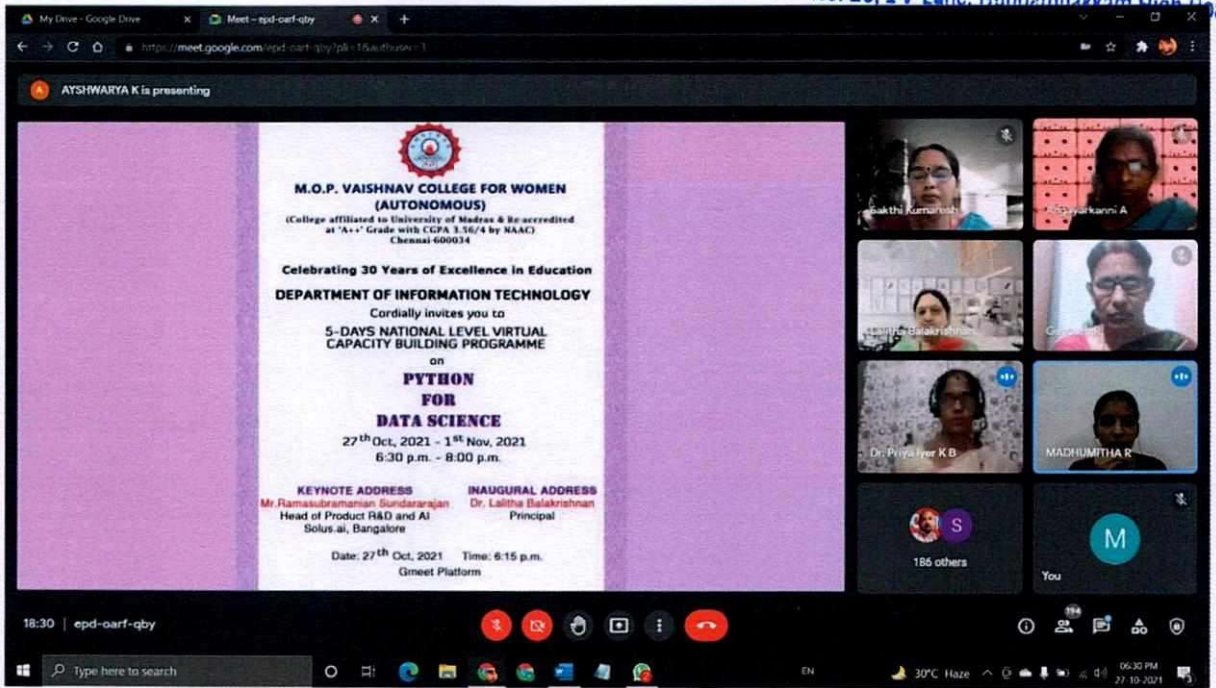 My Drive - Google Drive
Meet – epd-oarf-qby
https://meet.google.com/epd-oarf-qby?pli=1&authuser=1
A
AYSHWARYA K is presenting
M.O.P. VAISHNAV COLLEGE FOR WOMEN
(AUTONOMOUS)
(College affiliated to University of Madras & Re-accredited
at 'A++' Grade with CGPA 3.56/4 by NAAC)
Chennai-600034
Celebrating 30 Years of Excellence in Education
DEPARTMENT OF INFORMATION TECHNOLOGY
Cordially invites you to
5-DAYS NATIONAL LEVEL VIRTUAL
CAPACITY BUILDING PROGRAMME
on
PYTHON
FOR
DATA SCIENCE
27th Oct, 2021 - 1st Nov, 2021
6:30 p.m. - 8:00 p.m.
KEYNOTE ADDRESS
Mr.Ramasubramanian Sundararajan
Head of Product R&D and AI
Solus.ai, Bangalore
INAUGURAL ADDRESS
Dr. Lalitha Balakrishnan
Principal
Date: 27th Oct, 2021 Time: 6:15 p.m.
Gmeet Platform
Sakthi Kumaresh
Lalitha Balakrishnan
Dr. Priya Iyer K B
MADHUMITHA R
S
186 others
M
You
18:30 | epd-oarf-qby
194
Type here to search
EN
30°C Haze
06:30 PM
27-10-2021